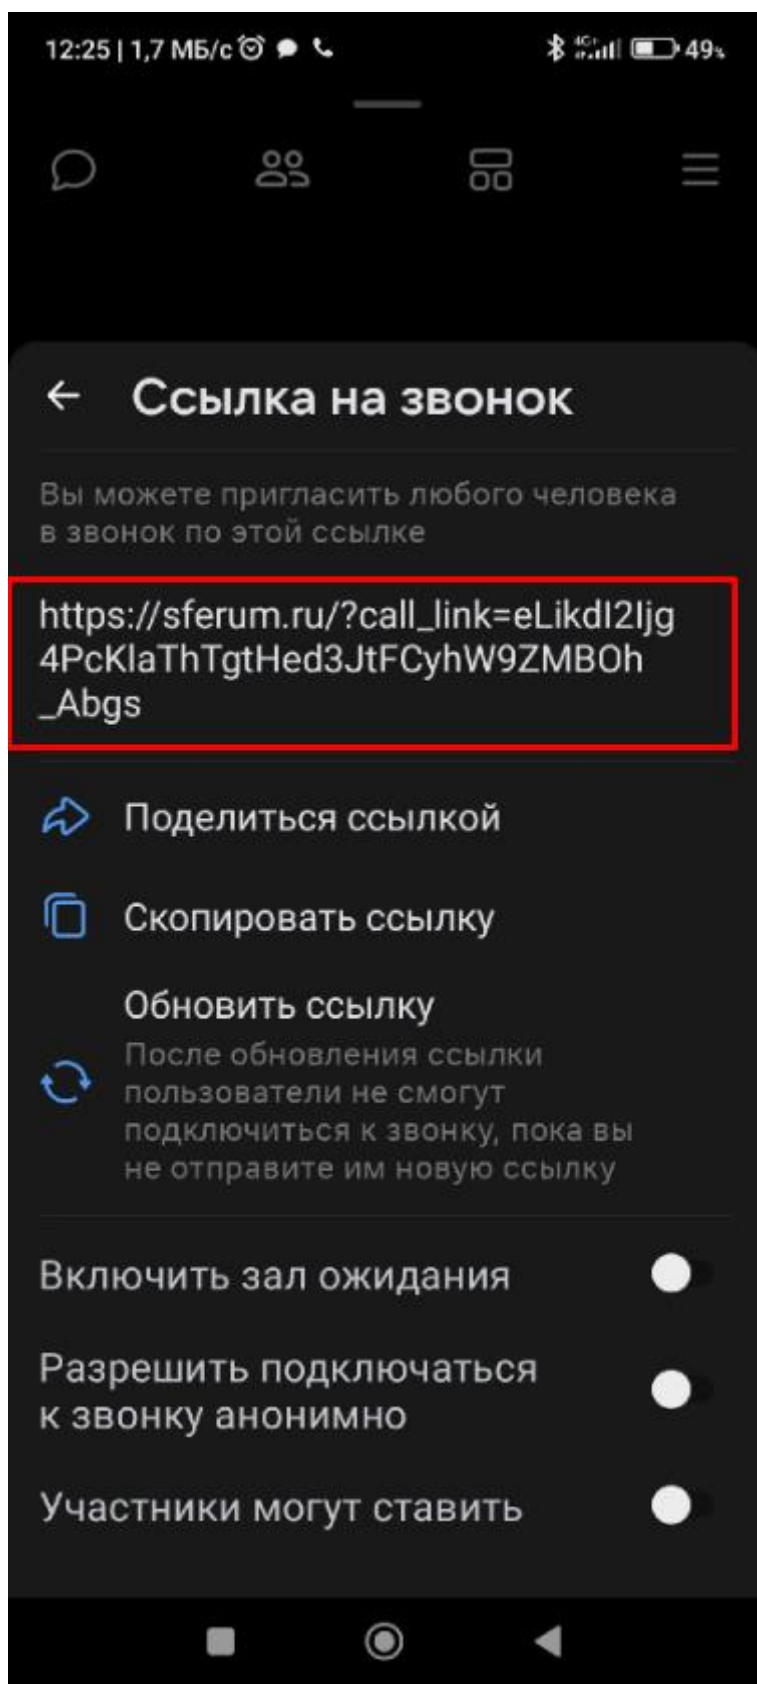 12:25 | 1,7 МБ/с
49%
Ссылка на звонок
Вы можете пригласить любого человека
в звонок по этой ссылке
https://sferum.ru/?call_link=eLikdI2Ijg
4PcKlaThTgtHed3JtFCyhW9ZMBOh
_Abgs
Поделиться ссылкой
Скопировать ссылку
Обновить ссылку
После обновления ссылки
пользователи не смогут
подключиться к звонку, пока вы
не отправите им новую ссылку
Включить зал ожидания
Разрешить подключаться
к звонку анонимно
Участники могут ставить